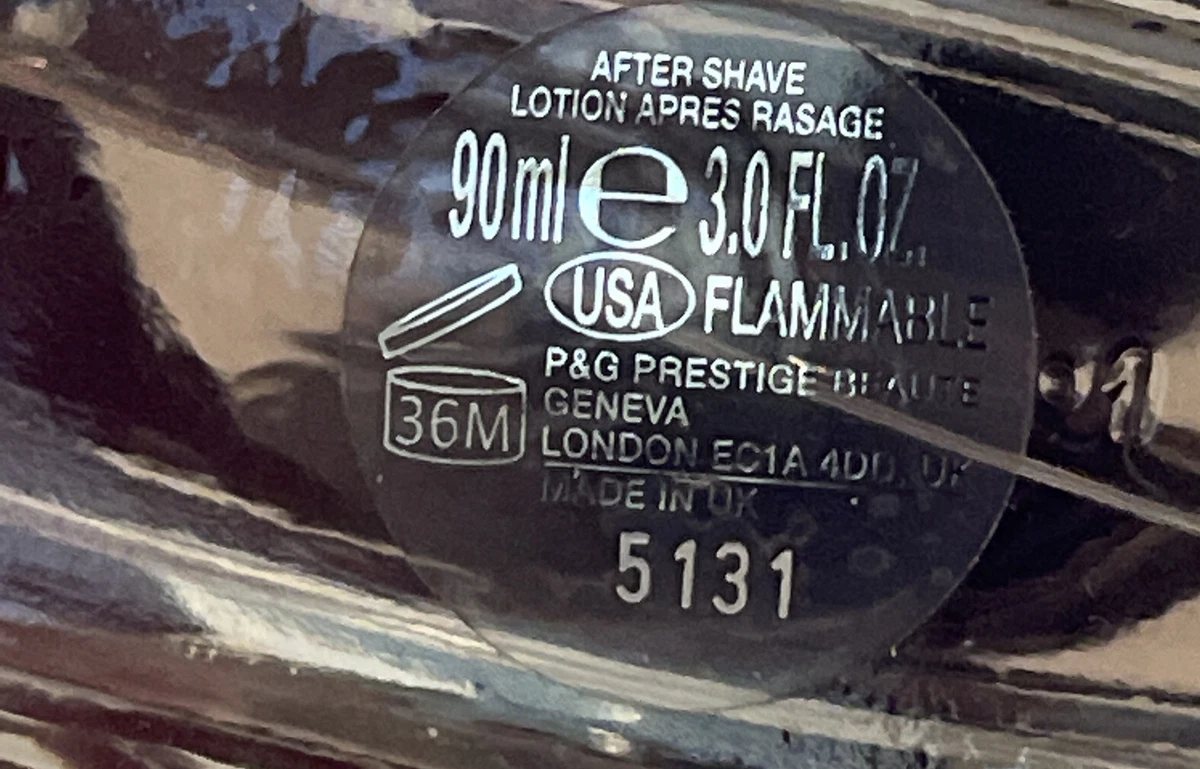 AFTER SHAVE
LOTION APRES RASAGE
90ml e 3.0 FL.OZ.
USA FLAMMABLE
P&G PRESTIGE BEAUTE
36M GENEVA
LONDON EC1A 4DD, UK
MADE IN UK
5131